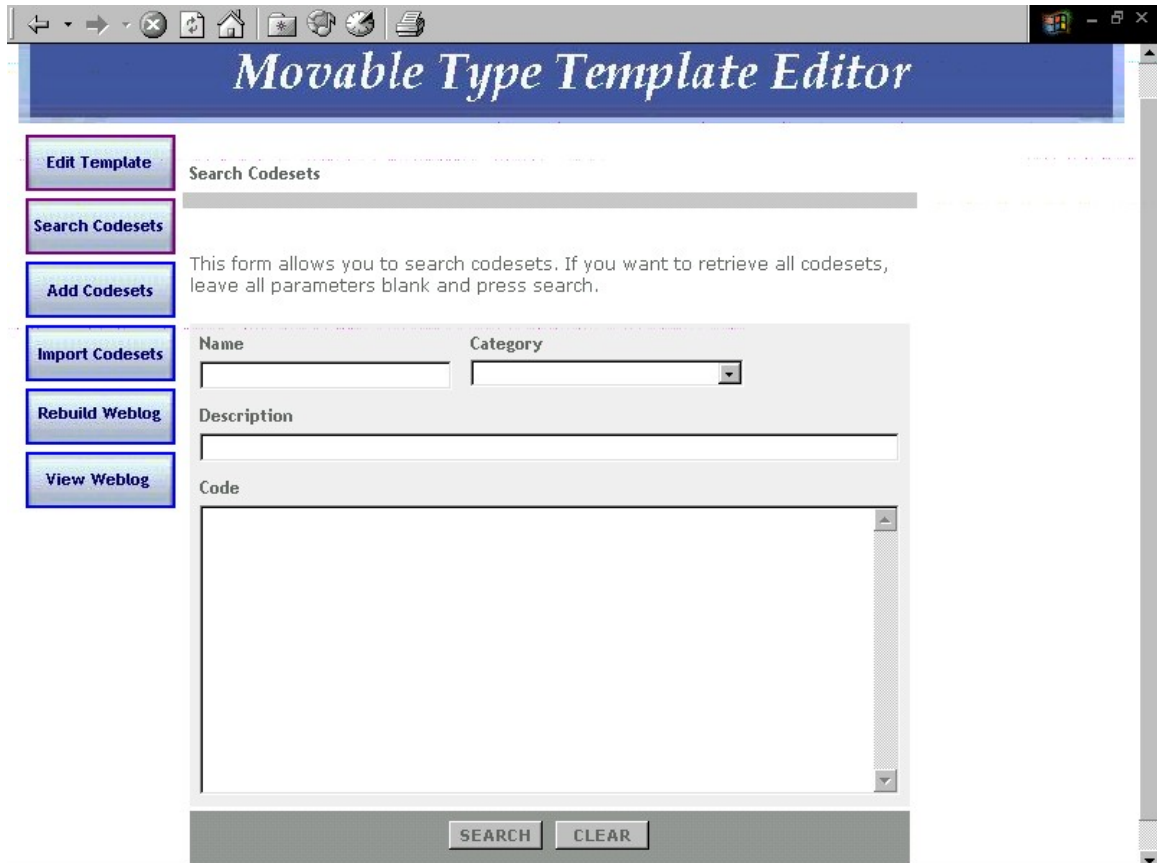 Movable Type Template Editor
Edit Template
Search Codesets
Add Codesets
Import Codesets
Rebuild Weblog
View Weblog
Search Codesets
This form allows you to search codesets. If you want to retrieve all codesets,
leave all parameters blank and press search.
Name Category
Description
Code
SEARCH CLEAR